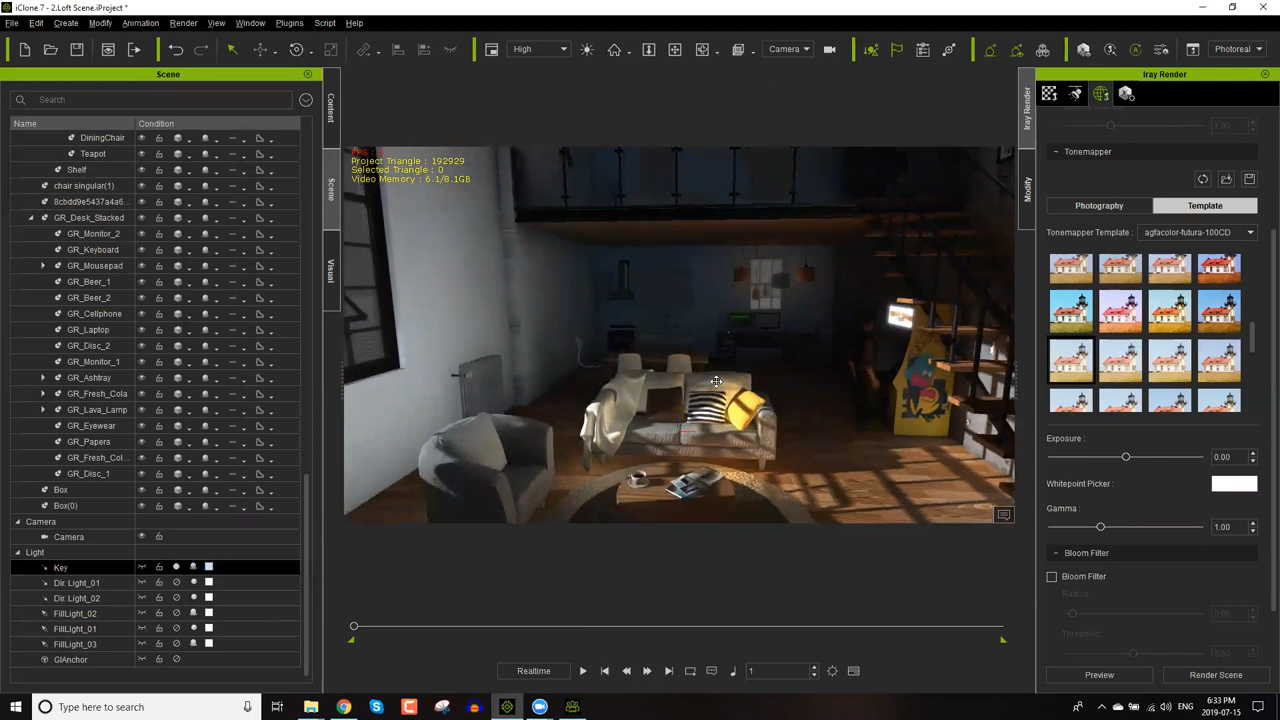 iClone 7 - 2.Loft Scene.iProject *
File Edit Create Modify Animation Render Window Plugins Script Help
High Camera Photoreal
Scene
Search
Name Condition
DiningChair
Teapot
Shelf
chair singular(1)
8cbdd9e5437a4a6...
GR_Desk_Stacked
GR_Monitor_2
GR_Keyboard
GR_Mousepad
GR_Beer_1
GR_Beer_2
GR_Cellphone
GR_Laptop
GR_Disc_2
GR_Monitor_1
GR_Ashtray
GR_Fresh_Cola
GR_Lava_Lamp
GR_Eyewear
GR_Papers
GR_Fresh_Col...
GR_Disc_1
Box
Box(0)
Camera
Camera
Light
Key
Dir. Light_01
Dir. Light_02
FillLight_02
FillLight_01
FillLight_03
GIAnchor
Content
Scene
Visual
Project Triangle : 192929
Selected Triangle : 0
Video Memory : 6.1/8.1GB
Realtime
1
Iray Render
Modify
Iray Render
1.00
Tonemapper
Photography Template
Tonemapper Template : agfacolor-futura-100CD
Exposure :
0.00
Whitepoint Picker :
Gamma :
1.00
Bloom Filter
Bloom Filter
Radius :
Threshold :
Preview Render Scene
Type here to search
ENG
6:33 PM
2019-07-15